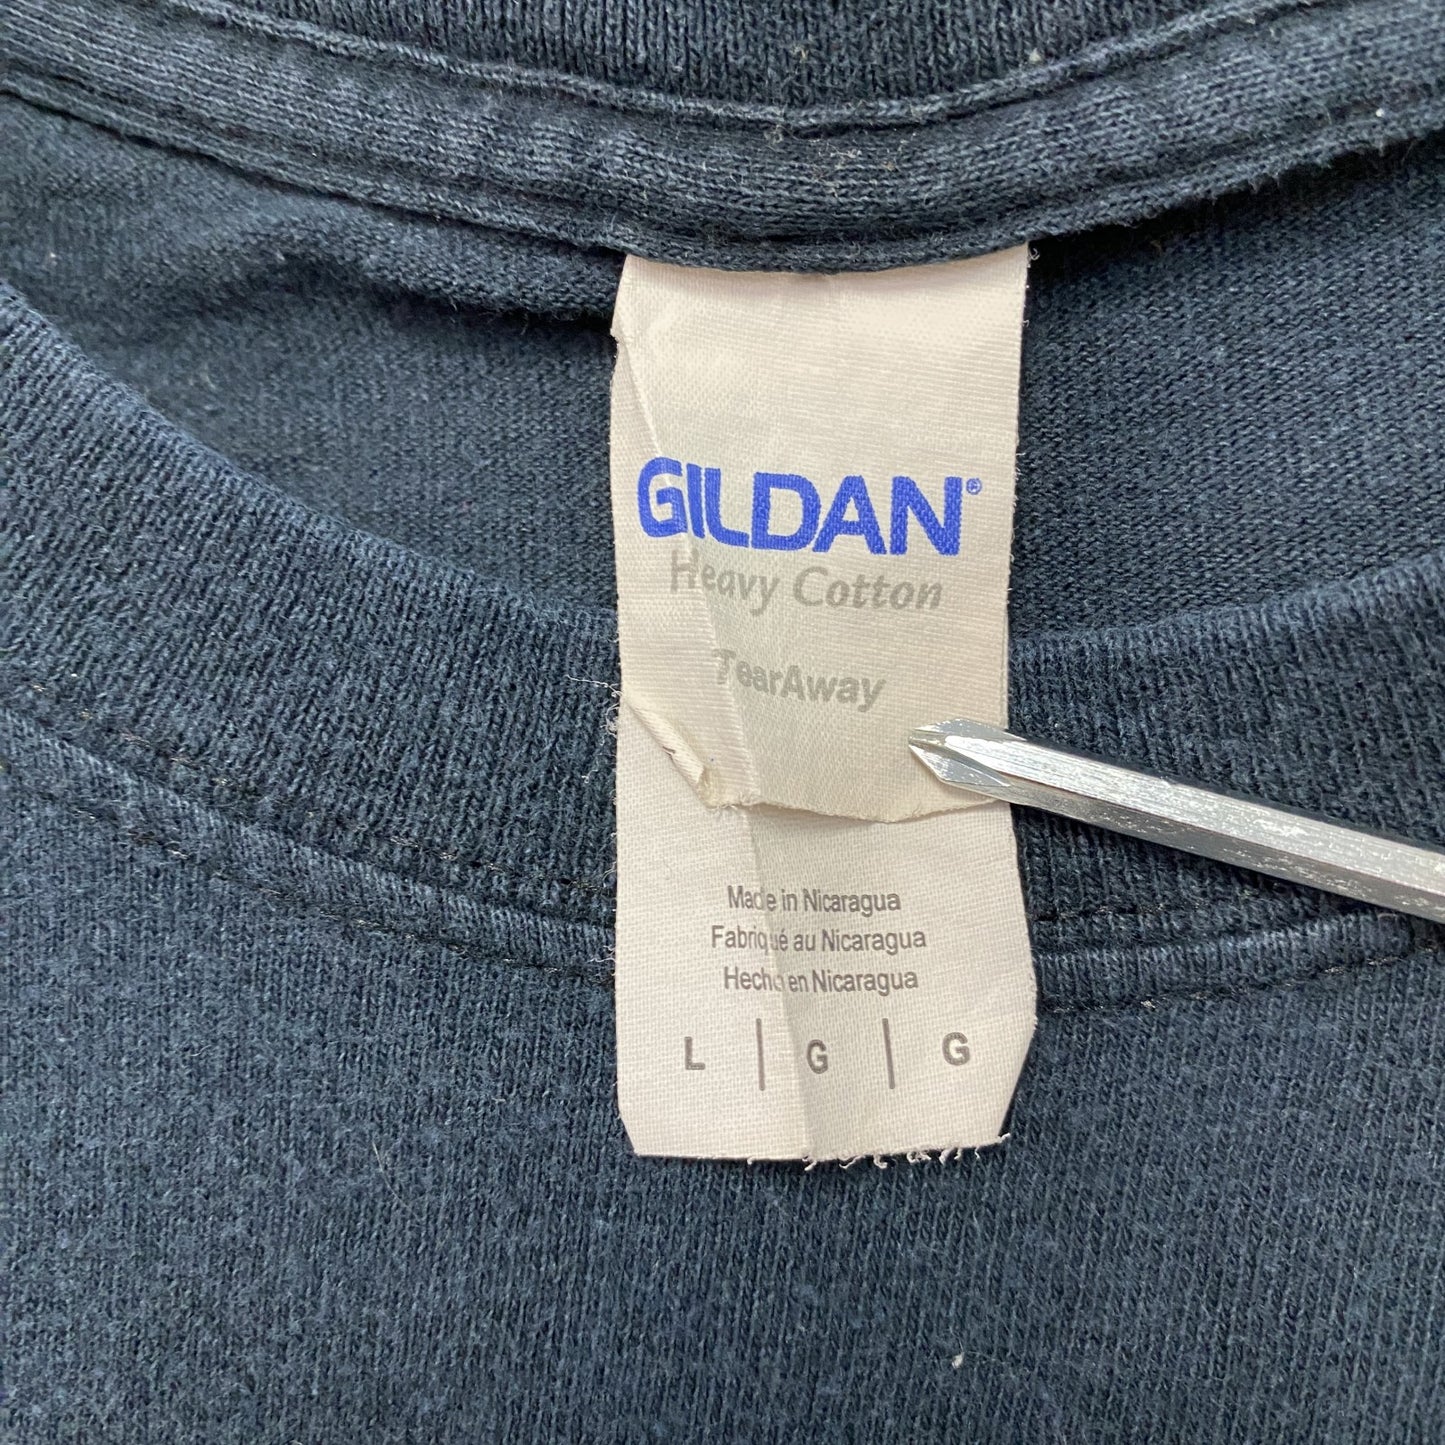 GILDAN®
Heavy Cotton
TearAway
Made in Nicaragua
Fabriqué au Nicaragua
Hecho en Nicaragua
L | G | G